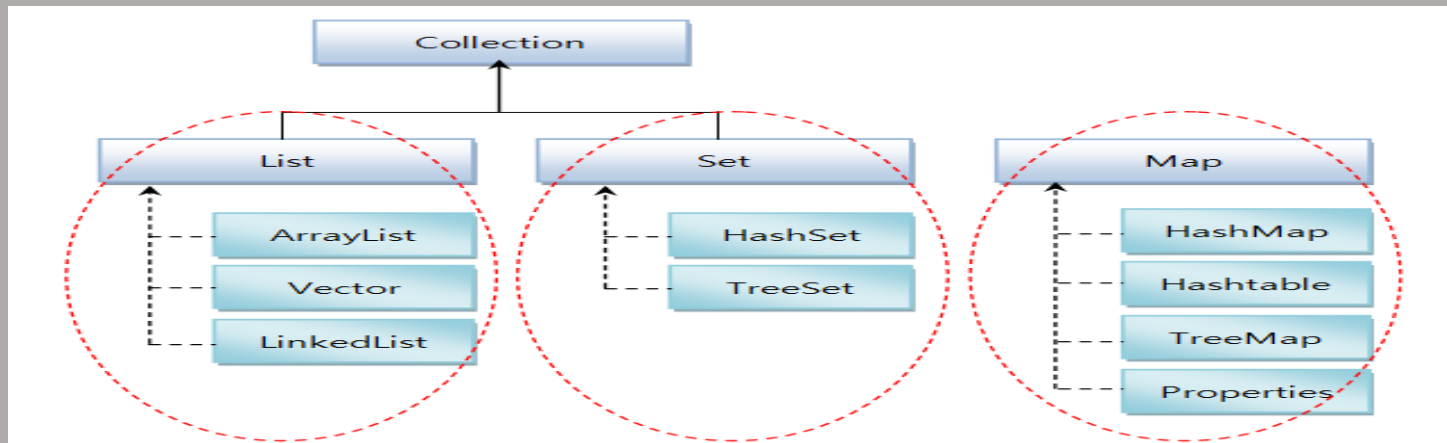 Collection
List
Set
Map
ArrayList
HashSet
HashMap
Vector
TreeSet
Hashtable
LinkedList
TreeMap
Properties